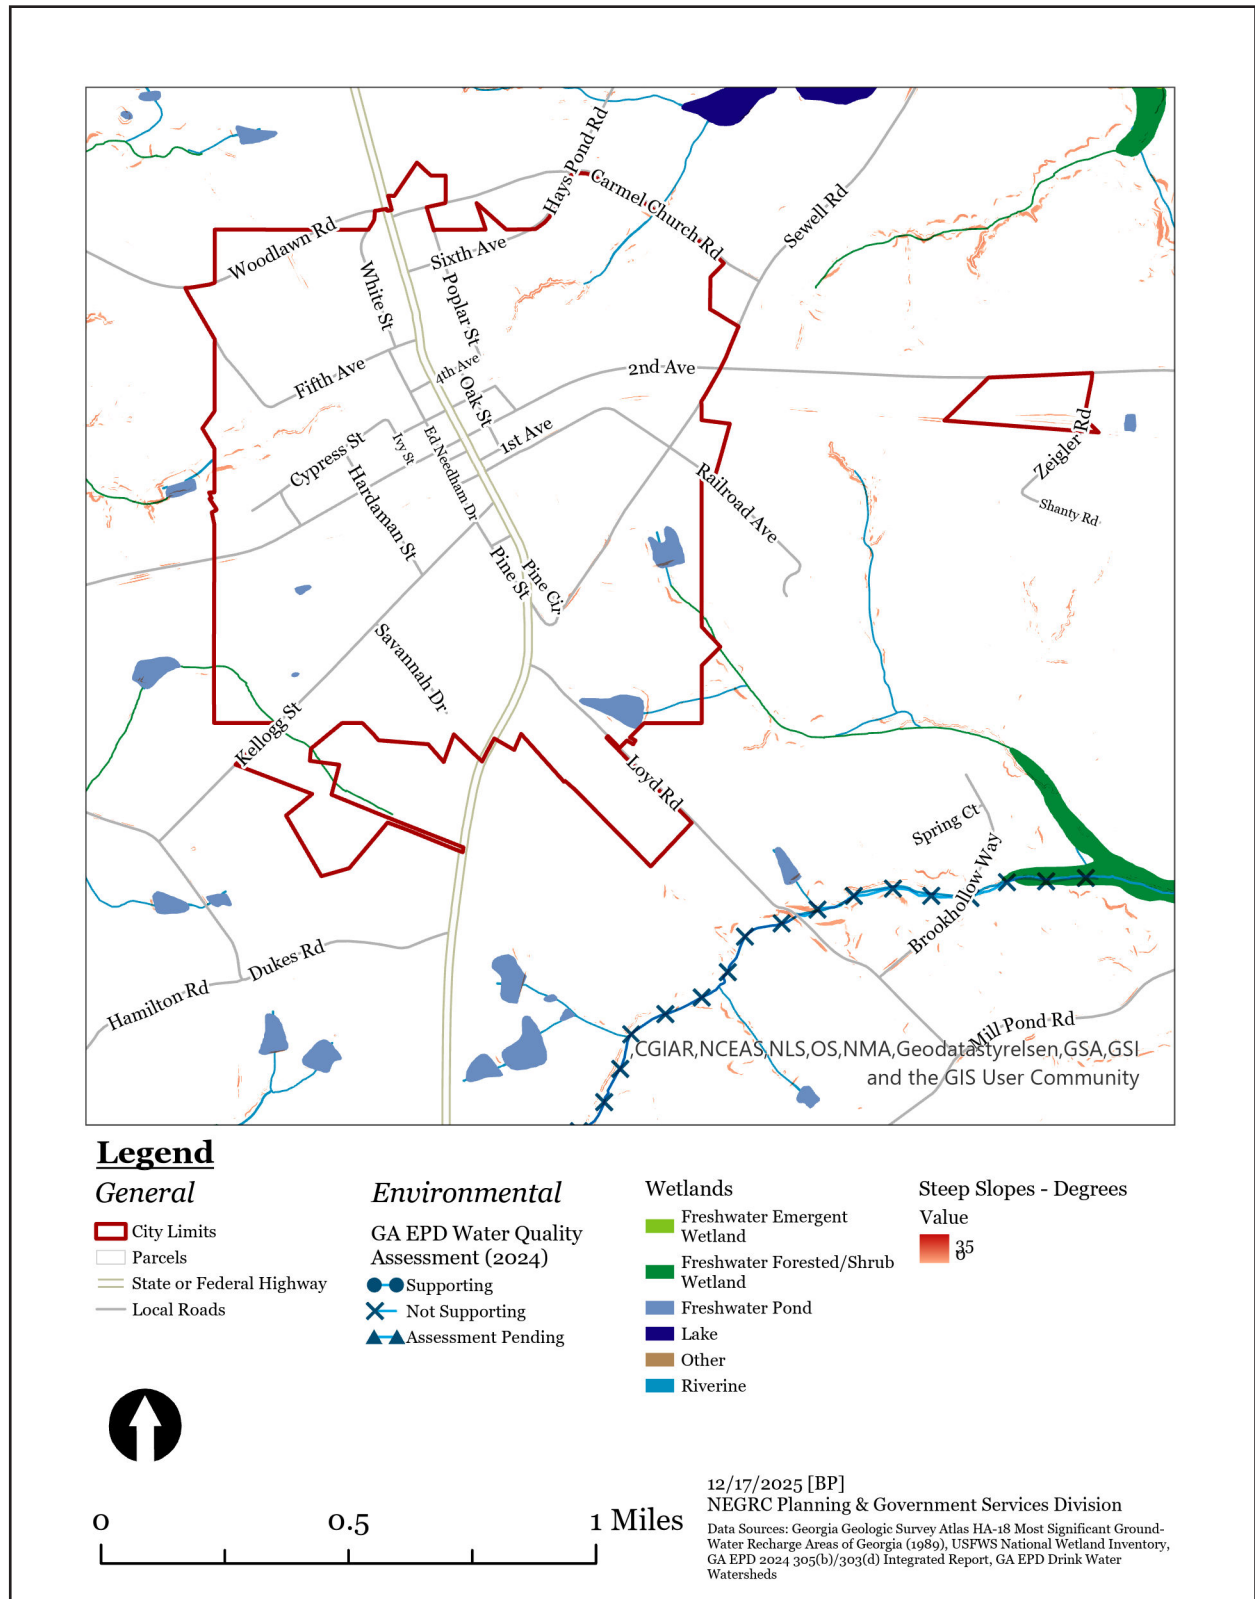 Hays Pond Rd
Carmel Church Rd
Sewell Rd
Woodlawn Rd
Sixth Ave
White St
Poplar St
Fifth Ave
4th Ave
2nd Ave
Oak St
1st Ave
Zeigler Rd
Shanty Rd
Cypress St
Ivy St
Ed Needham Dr
Hardaman St
Railroad Ave
Pine St
Pine Cir
Savannah Dr
Kellogg St
Loyd Rd
Spring Ct
Brookhollow Way
Dukes Rd
Hamilton Rd
Mill Pond Rd
,CGIAR,NCEAS,NLS,OS,NMA,Geodatastyrelsen,GSA,GSI
and the GIS User Community
Legend
General
City Limits
Parcels
State or Federal Highway
Local Roads
Environmental
GA EPD Water Quality
Assessment (2024)
Supporting
Not Supporting
Assessment Pending
Wetlands
Freshwater Emergent
Wetland
Freshwater Forested/Shrub
Wetland
Freshwater Pond
Lake
Other
Riverine
Steep Slopes - Degrees
Value
35
0
0 0.5 1 Miles
12/17/2025 [BP]
NEGRC Planning & Government Services Division
Data Sources: Georgia Geologic Survey Atlas HA-18 Most Significant Ground-
Water Recharge Areas of Georgia (1989), USFWS National Wetland Inventory,
GA EPD 2024 305(b)/303(d) Integrated Report, GA EPD Drink Water
Watersheds